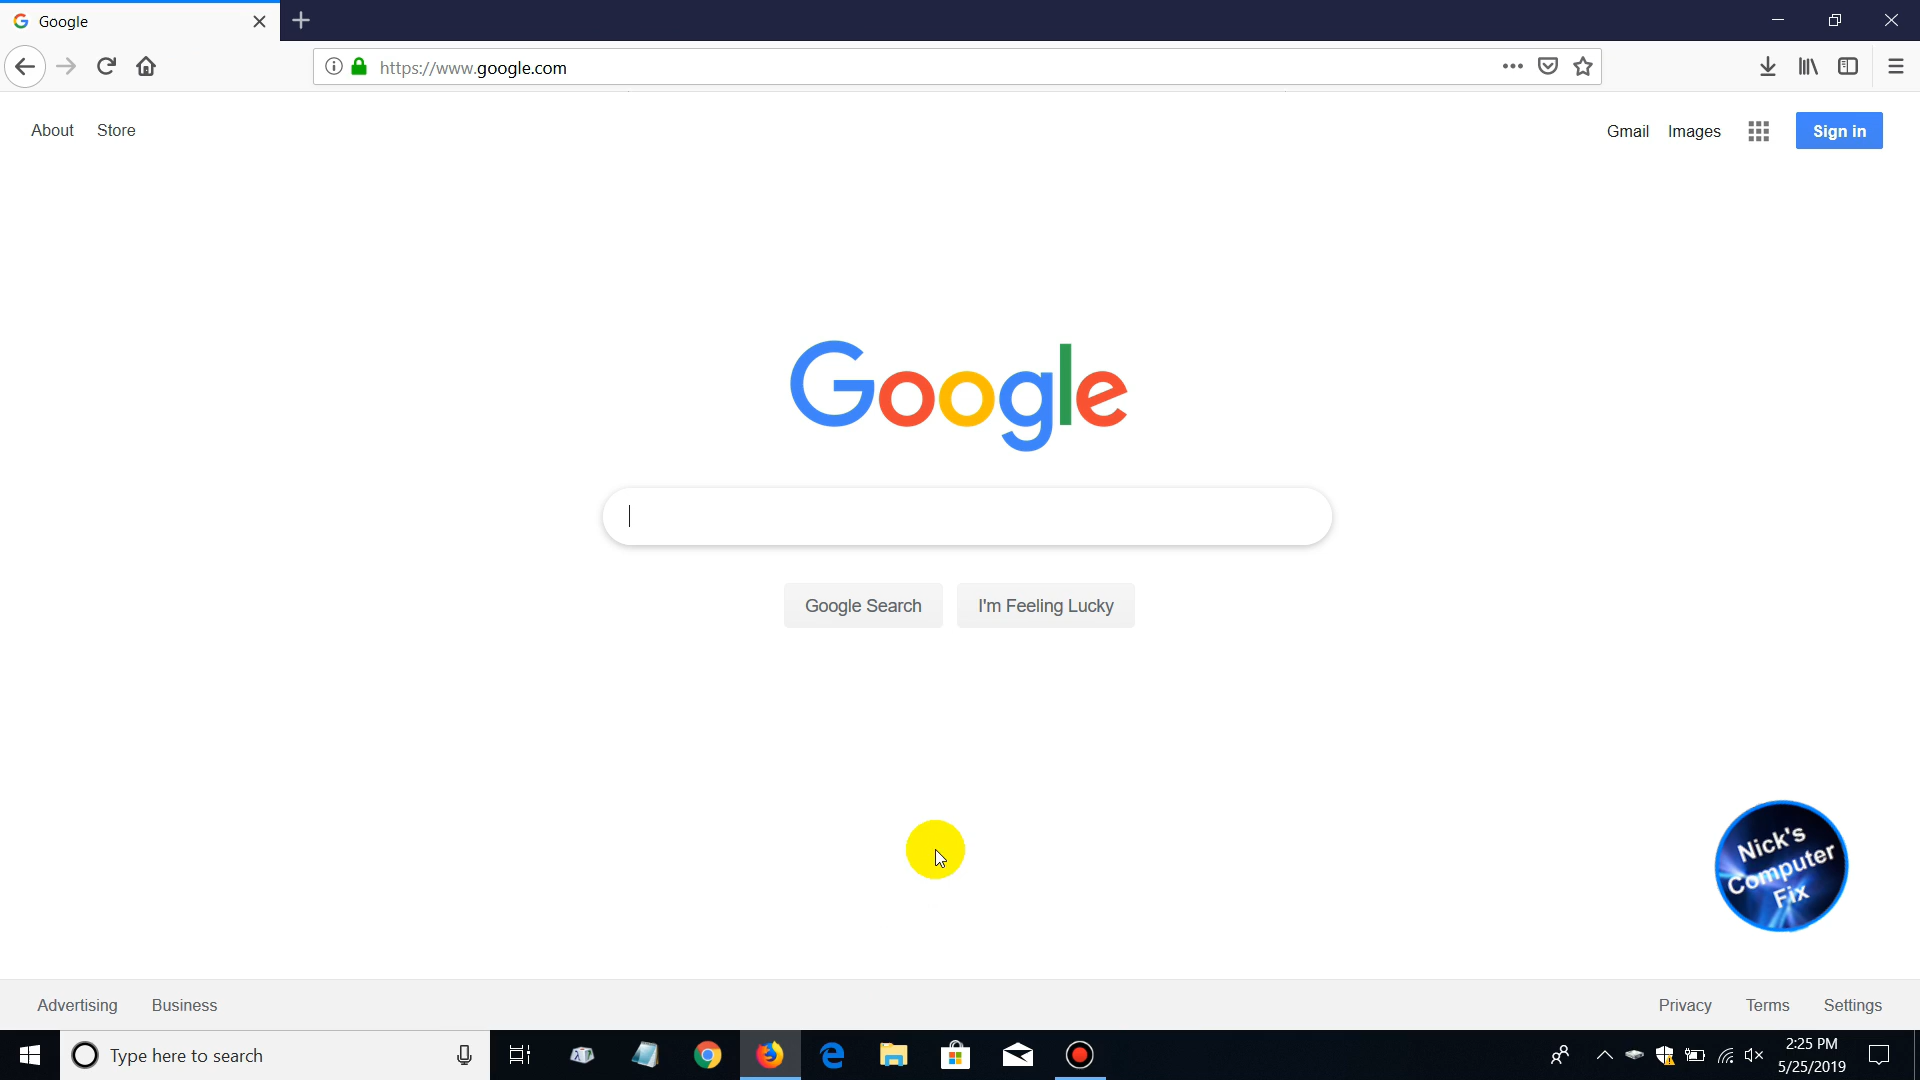 Google
https://www.google.com
About Store
Gmail Images Sign in
Google
Google Search I'm Feeling Lucky
Nick's
Computer
Fix
Advertising Business
Privacy Terms Settings
Type here to search
2:25 PM
5/25/2019